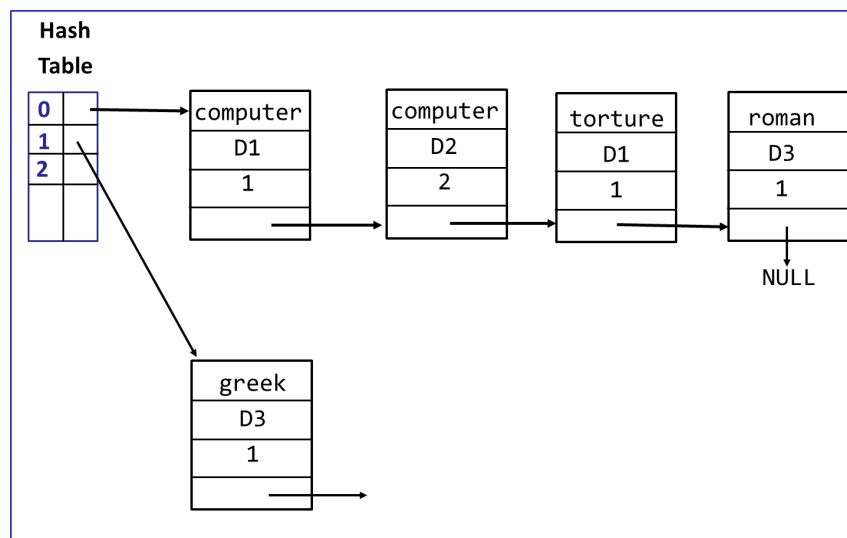 Hash
Table
0
1
2
computer
D1
1
computer
D2
2
torture
D1
1
roman
D3
1
NULL
greek
D3
1